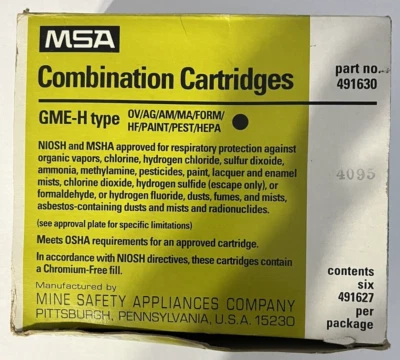 MSA
Combination Cartridges
part no.
491630
GME-H type OV/AG/AM/MA/FORM/
HF/PAINT/PEST/HEPA
NIOSH and MSHA approved for respiratory protection against
organic vapors, chlorine, hydrogen chloride, sulfur dixoide,
ammonia, methylamine, pesticides, paint, lacquer and enamel
mists, chlorine dioxide, hydrogen sulfide (escape only), or
formaldehyde, or hydrogen fluoride, dusts, fumes, and mists,
asbestos-containing dusts and mists and radionuclides.
4095
(see approval plate for specific limitations)
Meets OSHA requirements for an approved cartridge.
In accordance with NIOSH directives, these cartridges contain
a Chromium-Free fill.
Manufactured by
MINE SAFETY APPLIANCES COMPANY
PITTSBURGH, PENNSYLVANIA, U.S.A. 15230
contents
six
491627
per
package